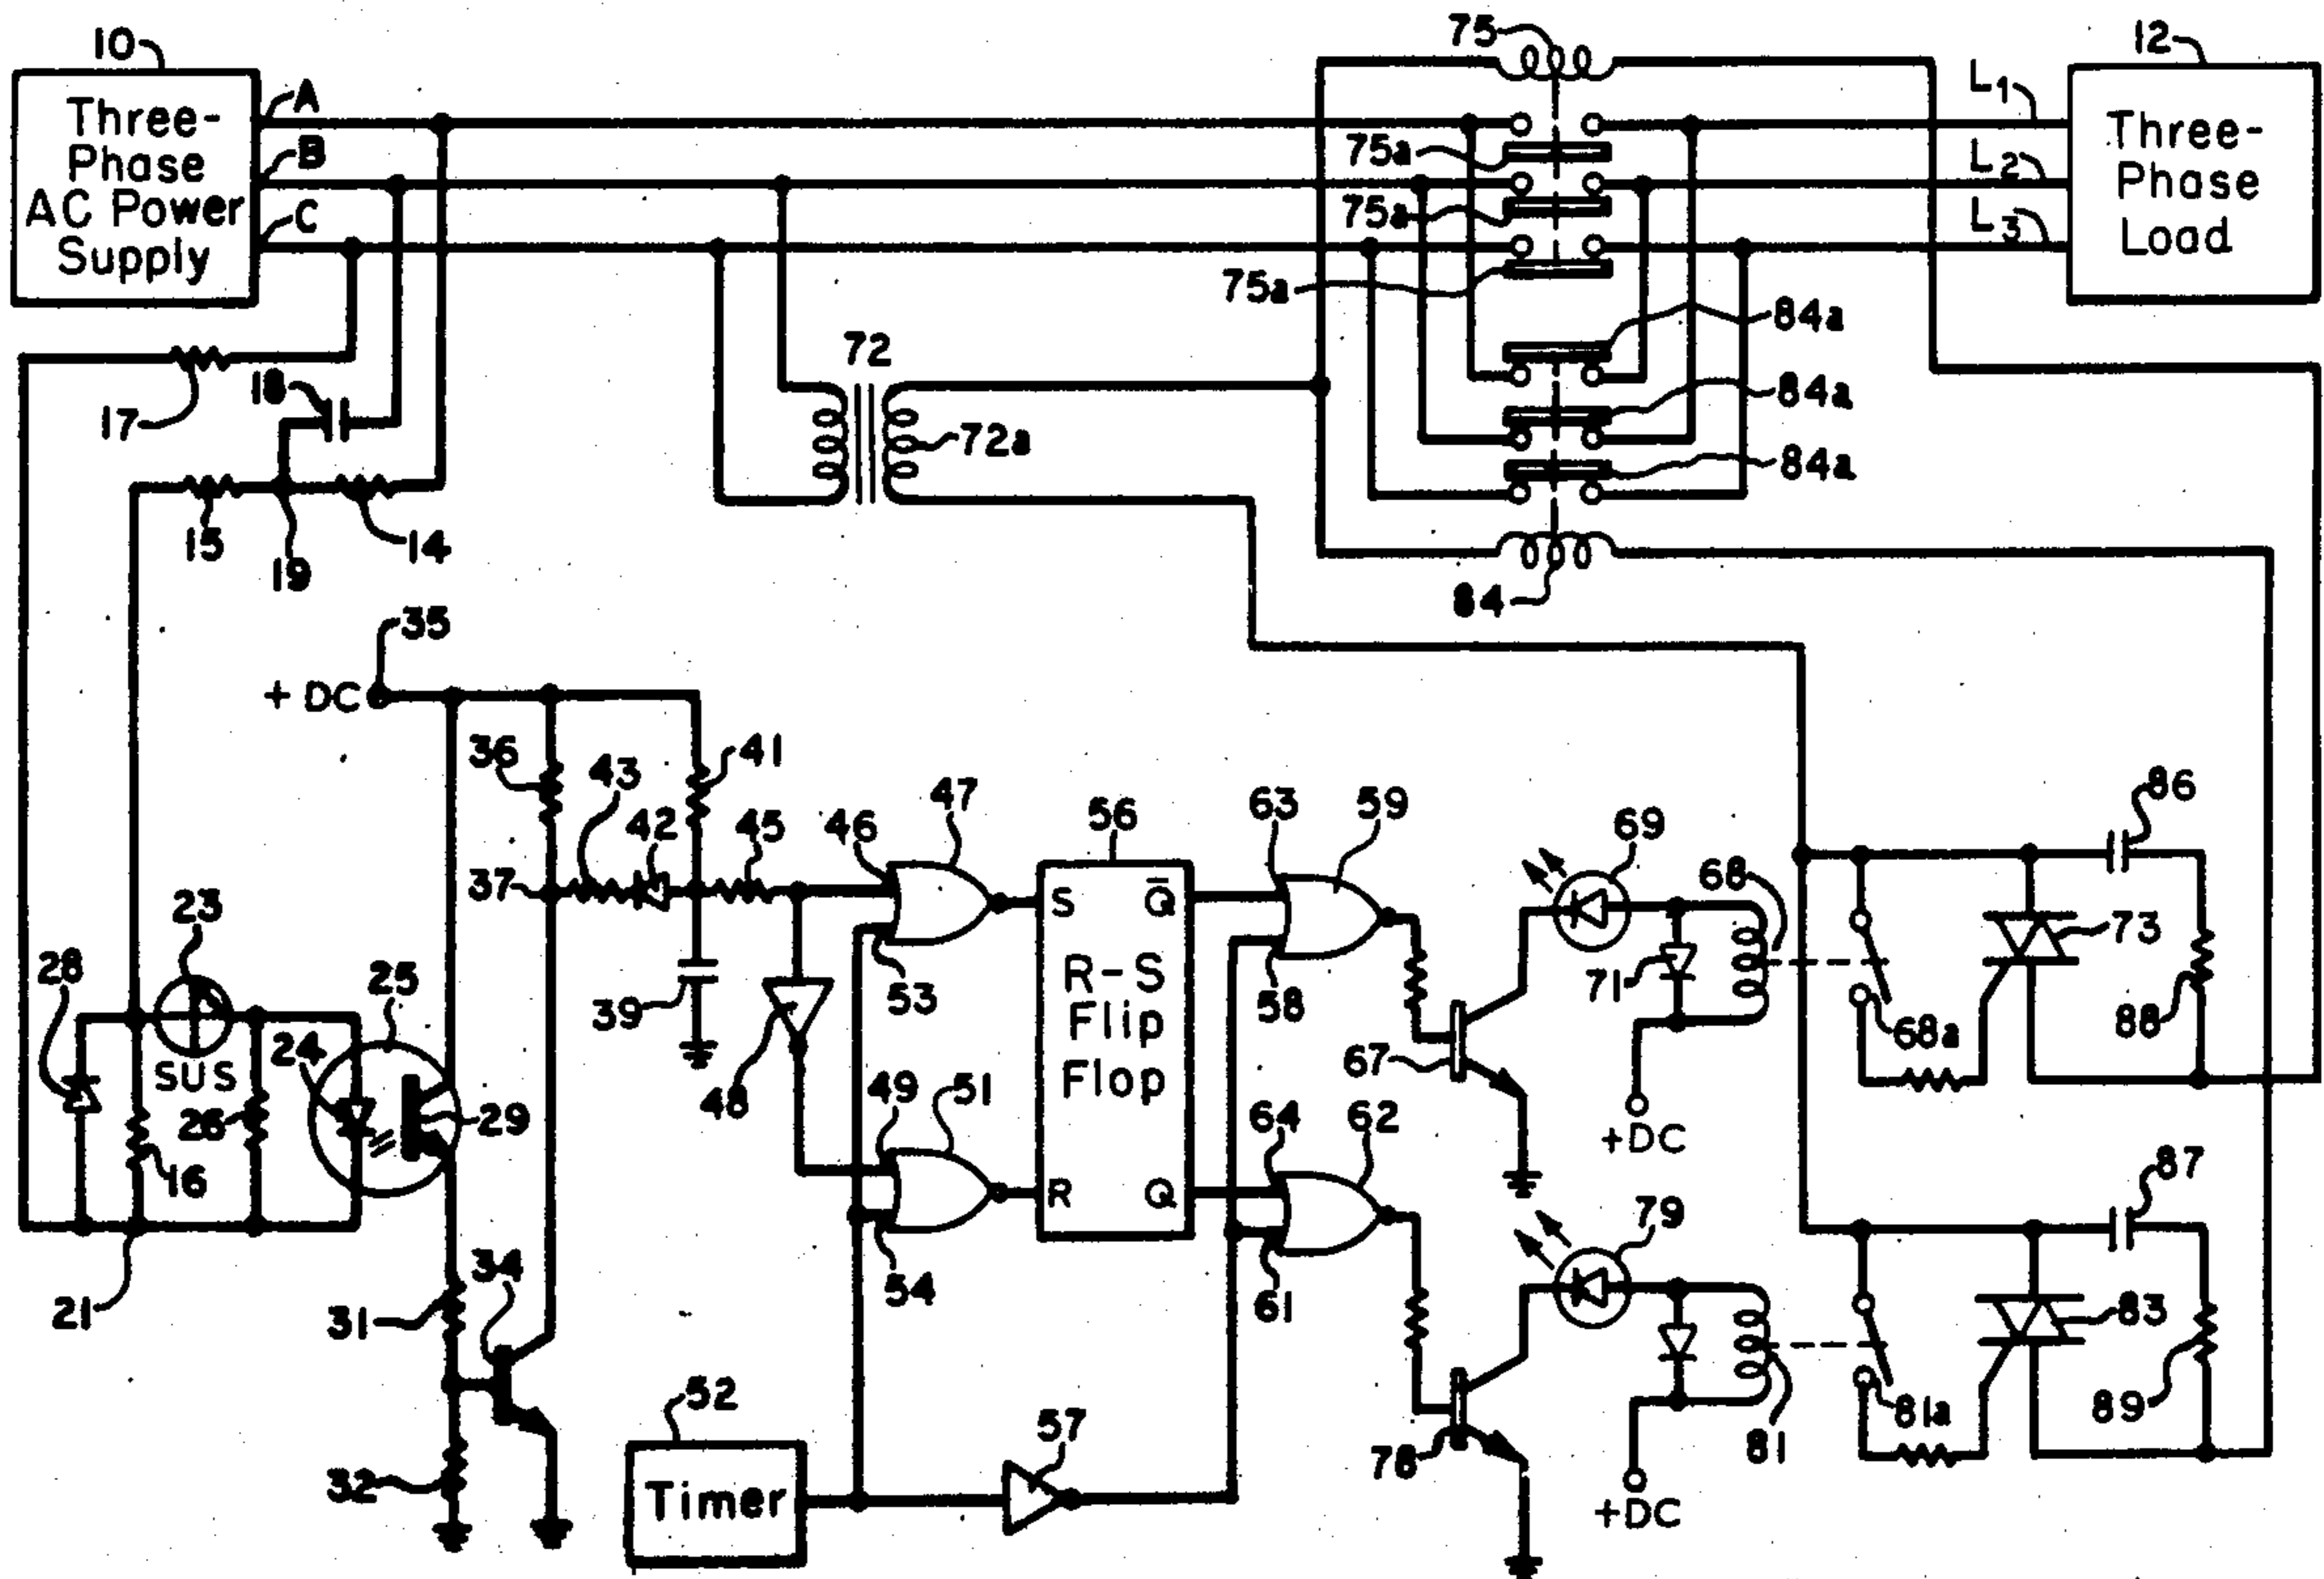 10
Three-
Phase
AC Power
Supply
A
B
C
75
75a
75a
75a
L1
L2
L3
12
Three-
Phase
Load
84a
84a
84a
84
72
72a
17
18
15
19
14
35
+ DC
36
43
42
41
45
37
39
46
47
53
48
49
51
54
56
S
Q̄
R-S
Flip
Flop
R
Q
63
59
58
64
62
61
69
68
71
67
+DC
68a
73
86
88
79
78
81
+DC
81a
83
87
89
23
SUS
28
24
25
26
29
16
21
31
34
32
52
Timer
57